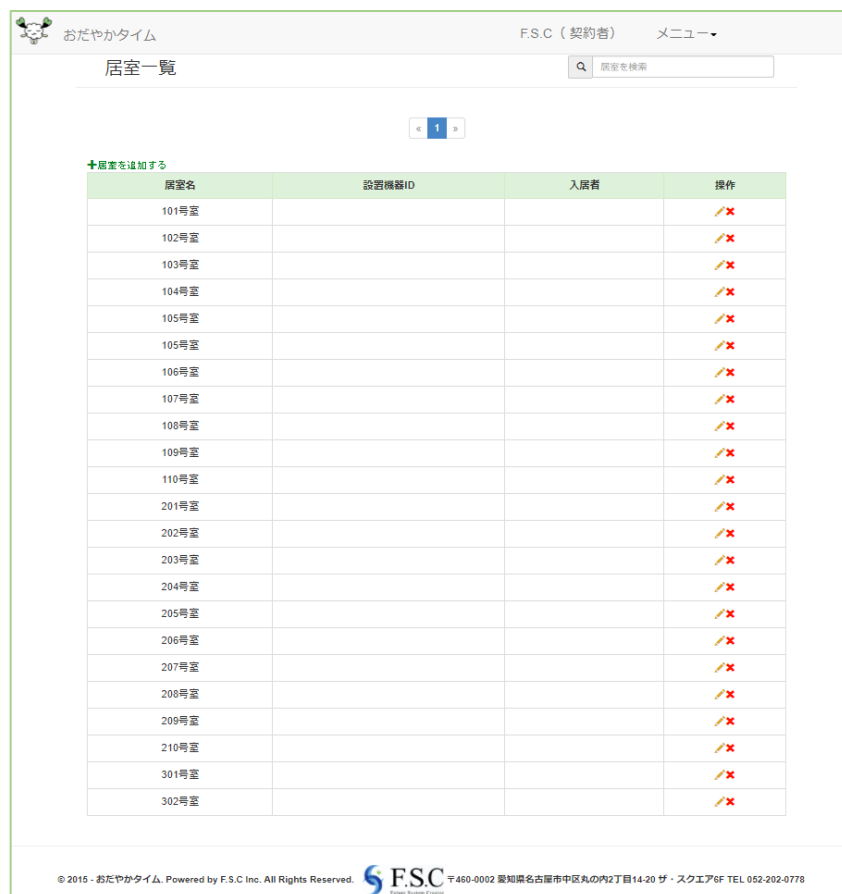 おだやかタイム F.S.C ( 契約者) メニュー
居室一覧 居室を検索
« 1 »
居室を追加する
居室名 設置機器ID 入居者 操作
101号室
102号室
103号室
104号室
105号室
105号室
106号室
107号室
108号室
109号室
110号室
201号室
202号室
203号室
204号室
205号室
206号室
207号室
208号室
209号室
210号室
301号室
302号室
© 2015 - おだやかタイム. Powered by F.S.C Inc. All Rights Reserved. F.S.C 〒460-0002 愛知県名古屋市中区丸の内2丁目14-20 ザ・スクエア6F TEL 052-202-0778